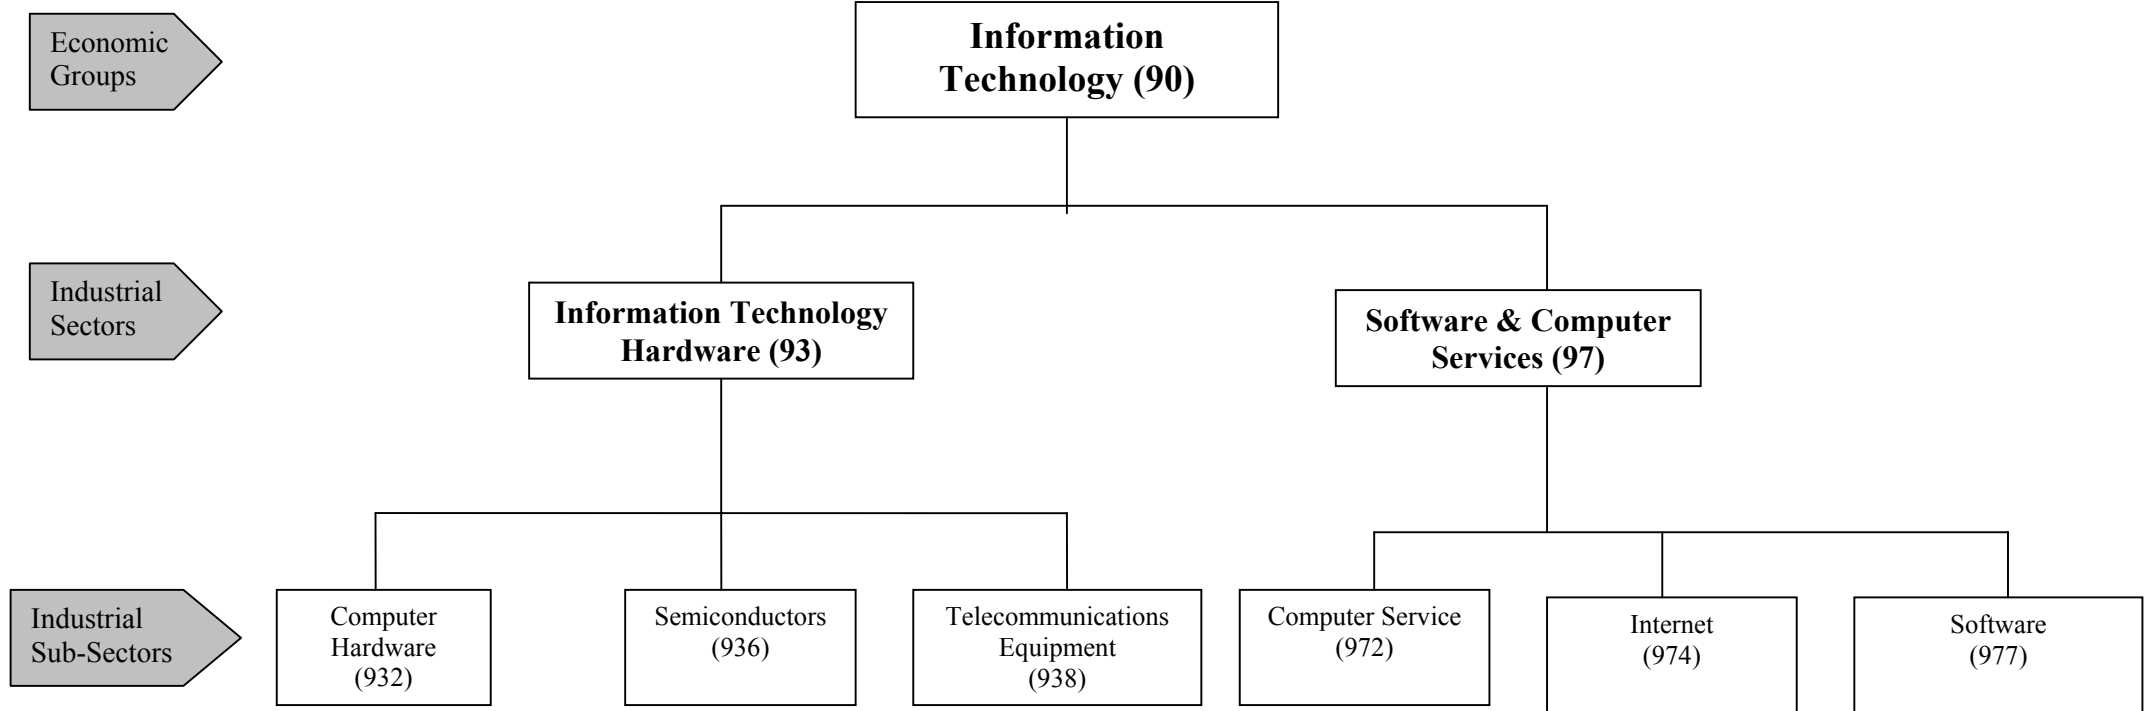 Economic
Groups
Information
Technology (90)
Industrial
Sectors
Information Technology
Hardware (93)
Software & Computer
Services (97)
Industrial
Sub-Sectors
Computer
Hardware
(932)
Semiconductors
(936)
Telecommunications
Equipment
(938)
Computer Service
(972)
Internet
(974)
Software
(977)